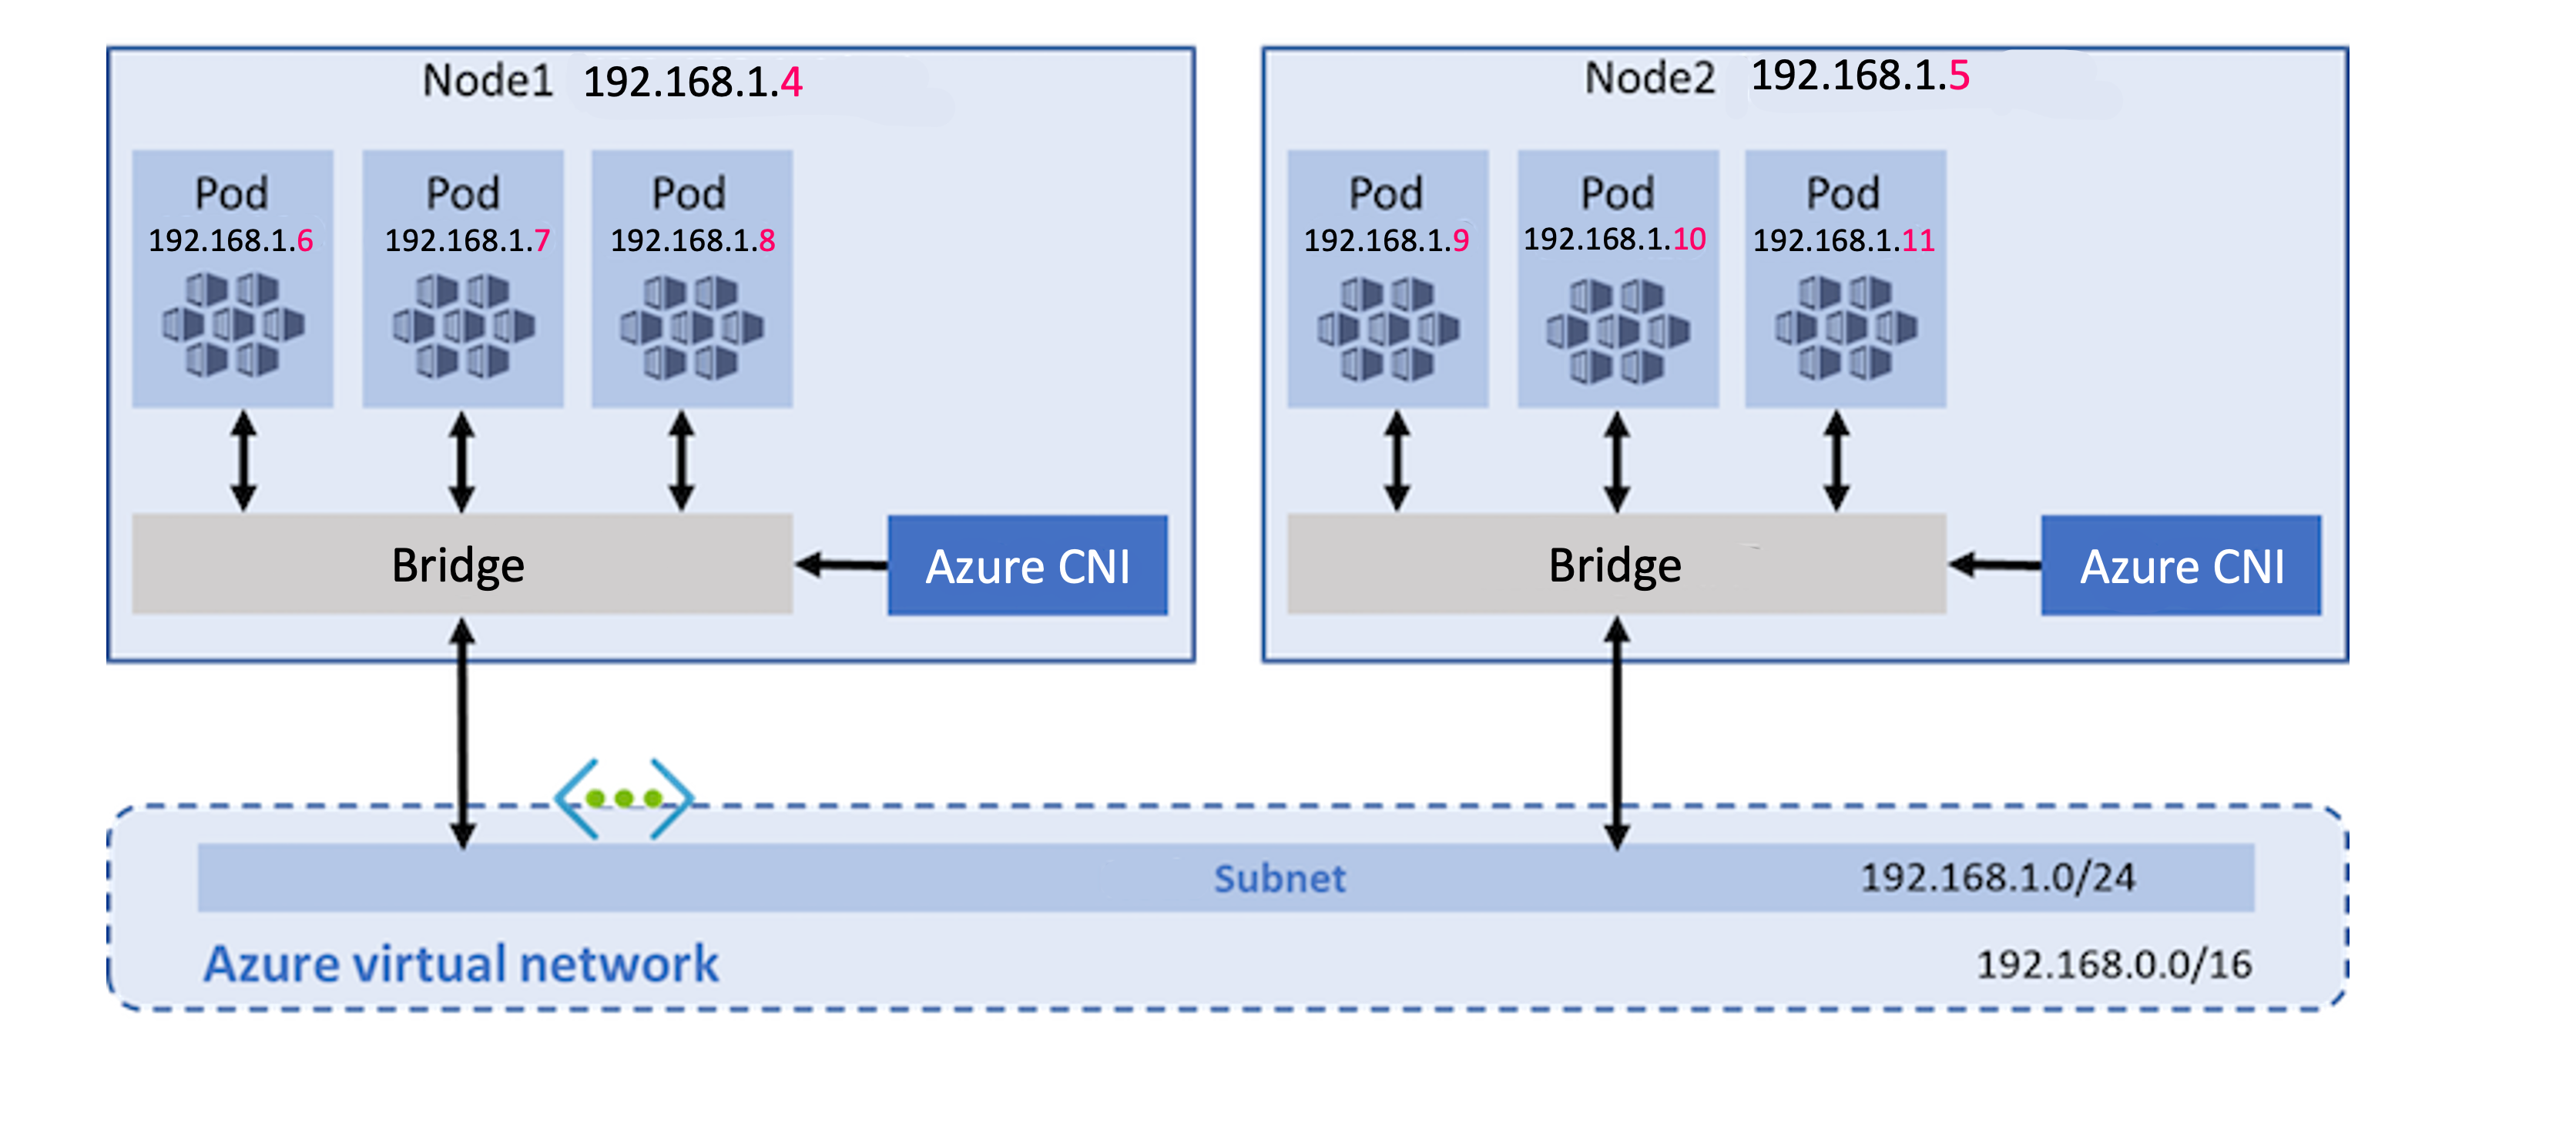 Node1 192.168.1.4
Pod
192.168.1.6
Pod
192.168.1.7
Pod
192.168.1.8
Bridge
Azure CNI
Node2 192.168.1.5
Pod
192.168.1.9
Pod
192.168.1.10
Pod
192.168.1.11
Bridge
Azure CNI
Subnet
192.168.1.0/24
Azure virtual network
192.168.0.0/16